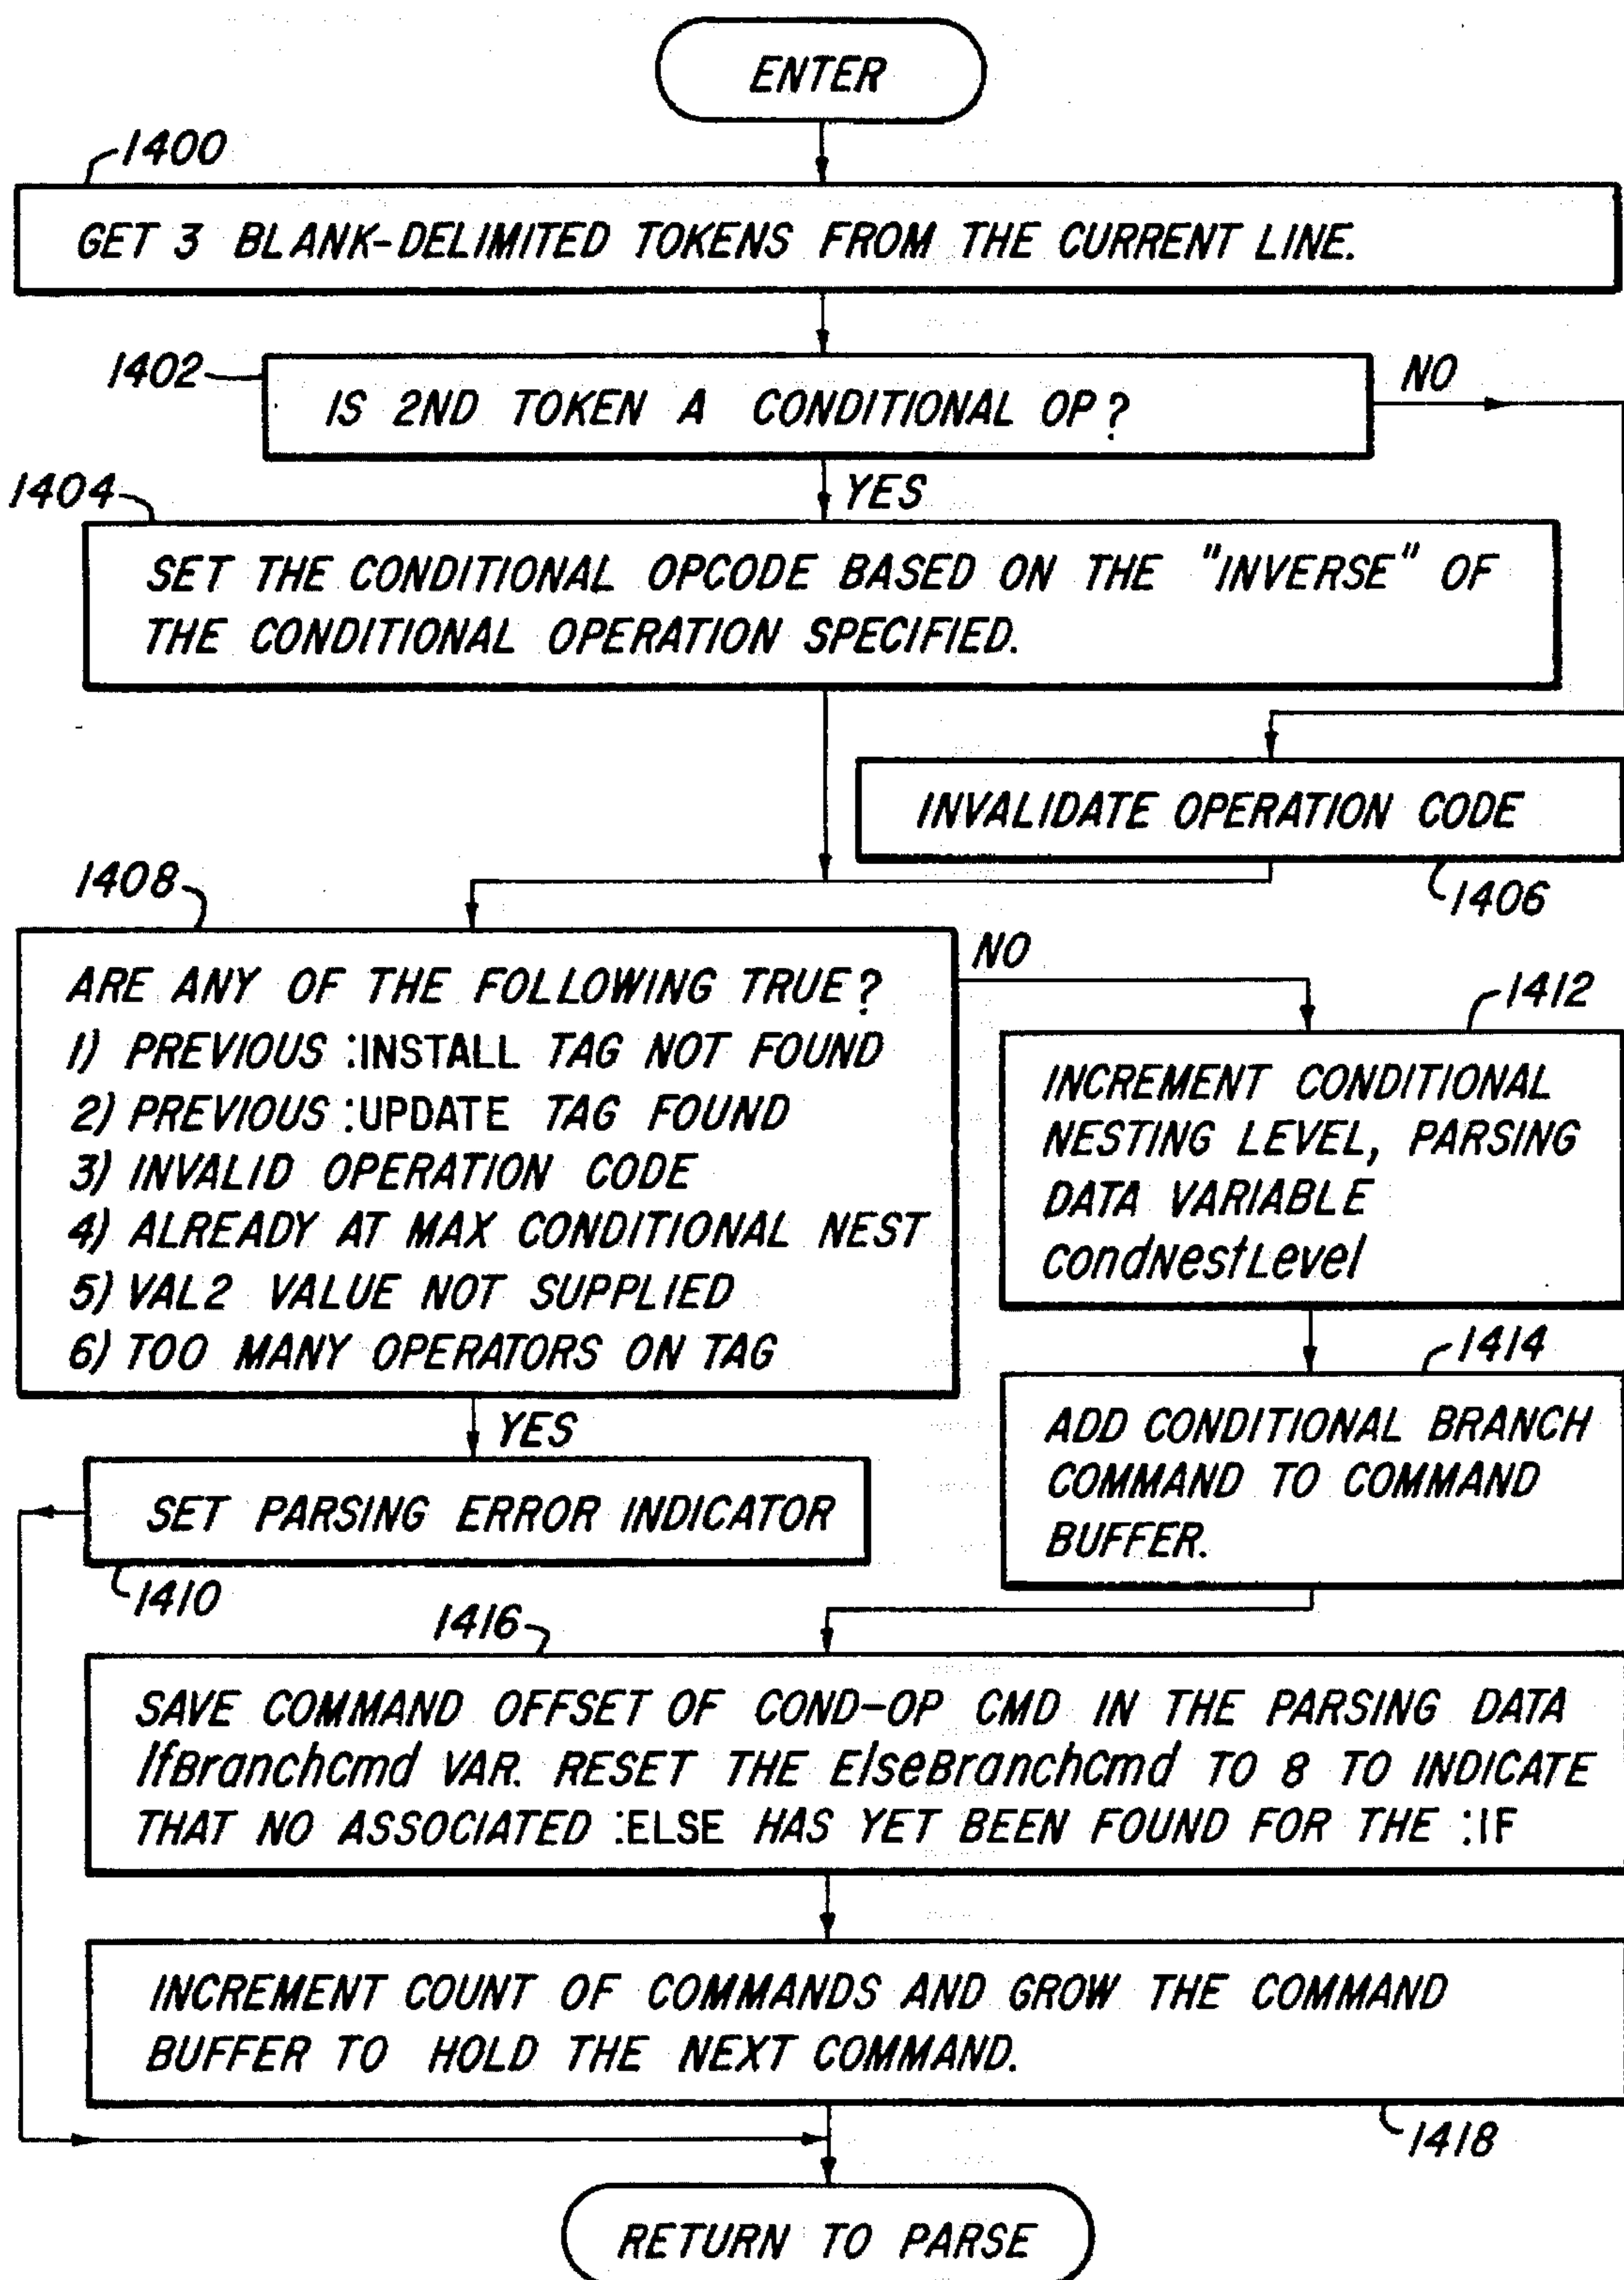 ENTER
1400
GET 3 BLANK-DELIMITED TOKENS FROM THE CURRENT LINE.
1402
IS 2ND TOKEN A CONDITIONAL OP?
NO
1404
YES
SET THE CONDITIONAL OPCODE BASED ON THE "INVERSE" OF
THE CONDITIONAL OPERATION SPECIFIED.
INVALIDATE OPERATION CODE
1406
1408
ARE ANY OF THE FOLLOWING TRUE?
1) PREVIOUS :INSTALL TAG NOT FOUND
2) PREVIOUS :UPDATE TAG FOUND
3) INVALID OPERATION CODE
4) ALREADY AT MAX CONDITIONAL NEST
5) VAL2 VALUE NOT SUPPLIED
6) TOO MANY OPERATORS ON TAG
NO
1412
INCREMENT CONDITIONAL
NESTING LEVEL, PARSING
DATA VARIABLE
condNestLevel
1414
ADD CONDITIONAL BRANCH
COMMAND TO COMMAND
BUFFER.
YES
SET PARSING ERROR INDICATOR
1410
1416
SAVE COMMAND OFFSET OF COND-OP CMD IN THE PARSING DATA
IfBranchcmd VAR. RESET THE ElseBranchCmd TO 8 TO INDICATE
THAT NO ASSOCIATED :ELSE HAS YET BEEN FOUND FOR THE :IF
INCREMENT COUNT OF COMMANDS AND GROW THE COMMAND
BUFFER TO HOLD THE NEXT COMMAND.
1418
RETURN TO PARSE